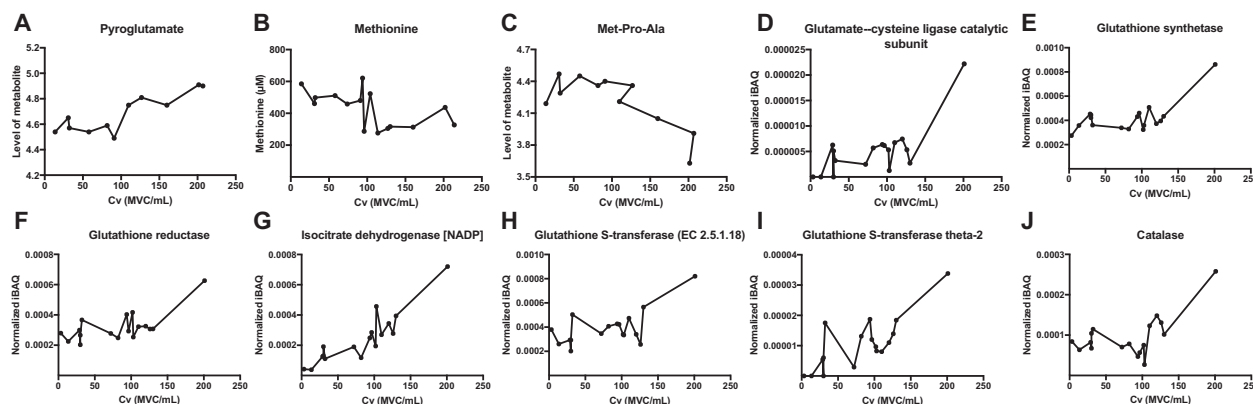 A
Pyroglutamate
Level of metabolite
5.2
5.0
4.8
4.6
4.4
4.2
0 50 100 150 200 250
Cv (MVC/mL)
B
Methionine
Methionine (µM)
800
600
400
200
0 50 100 150 200 250
Cv (MVC/mL)
C
Met-Pro-Ala
Level of metabolite
4.7
4.4
4.1
3.8
3.5
0 50 100 150 200 250
Cv (MVC/mL)
D
Glutamate--cysteine ligase catalytic
subunit
Normalized iBAQ
0.000025
0.000020
0.000015
0.000010
0.000005
0 50 100 150 200 250
Cv (MVC/mL)
E
Glutathione synthetase
Normalized iBAQ
0.0010
0.0008
0.0006
0.0004
0.0002
0 50 100 150 200 250
Cv (MVC/mL)
F
Glutathione reductase
Normalized iBAQ
0.0008
0.0006
0.0004
0.0002
0 50 100 150 200 250
Cv (MVC/mL)
G
Isocitrate dehydrogenase [NADP]
Normalized iBAQ
0.0008
0.0006
0.0004
0.0002
0 50 100 150 200 250
Cv (MVC/mL)
H
Glutathione S-transferase (EC 2.5.1.18)
Normalized iBAQ
0.0010
0.0008
0.0006
0.0004
0.0002
0 50 100 150 200 250
Cv (MVC/mL)
I
Glutathione S-transferase theta-2
Normalized iBAQ
0.00004
0.00003
0.00002
0.00001
0 50 100 150 200 250
Cv (MVC/mL)
J
Catalase
Normalized iBAQ
0.0003
0.0002
0.0001
0 50 100 150 200 250
Cv (MVC/mL)